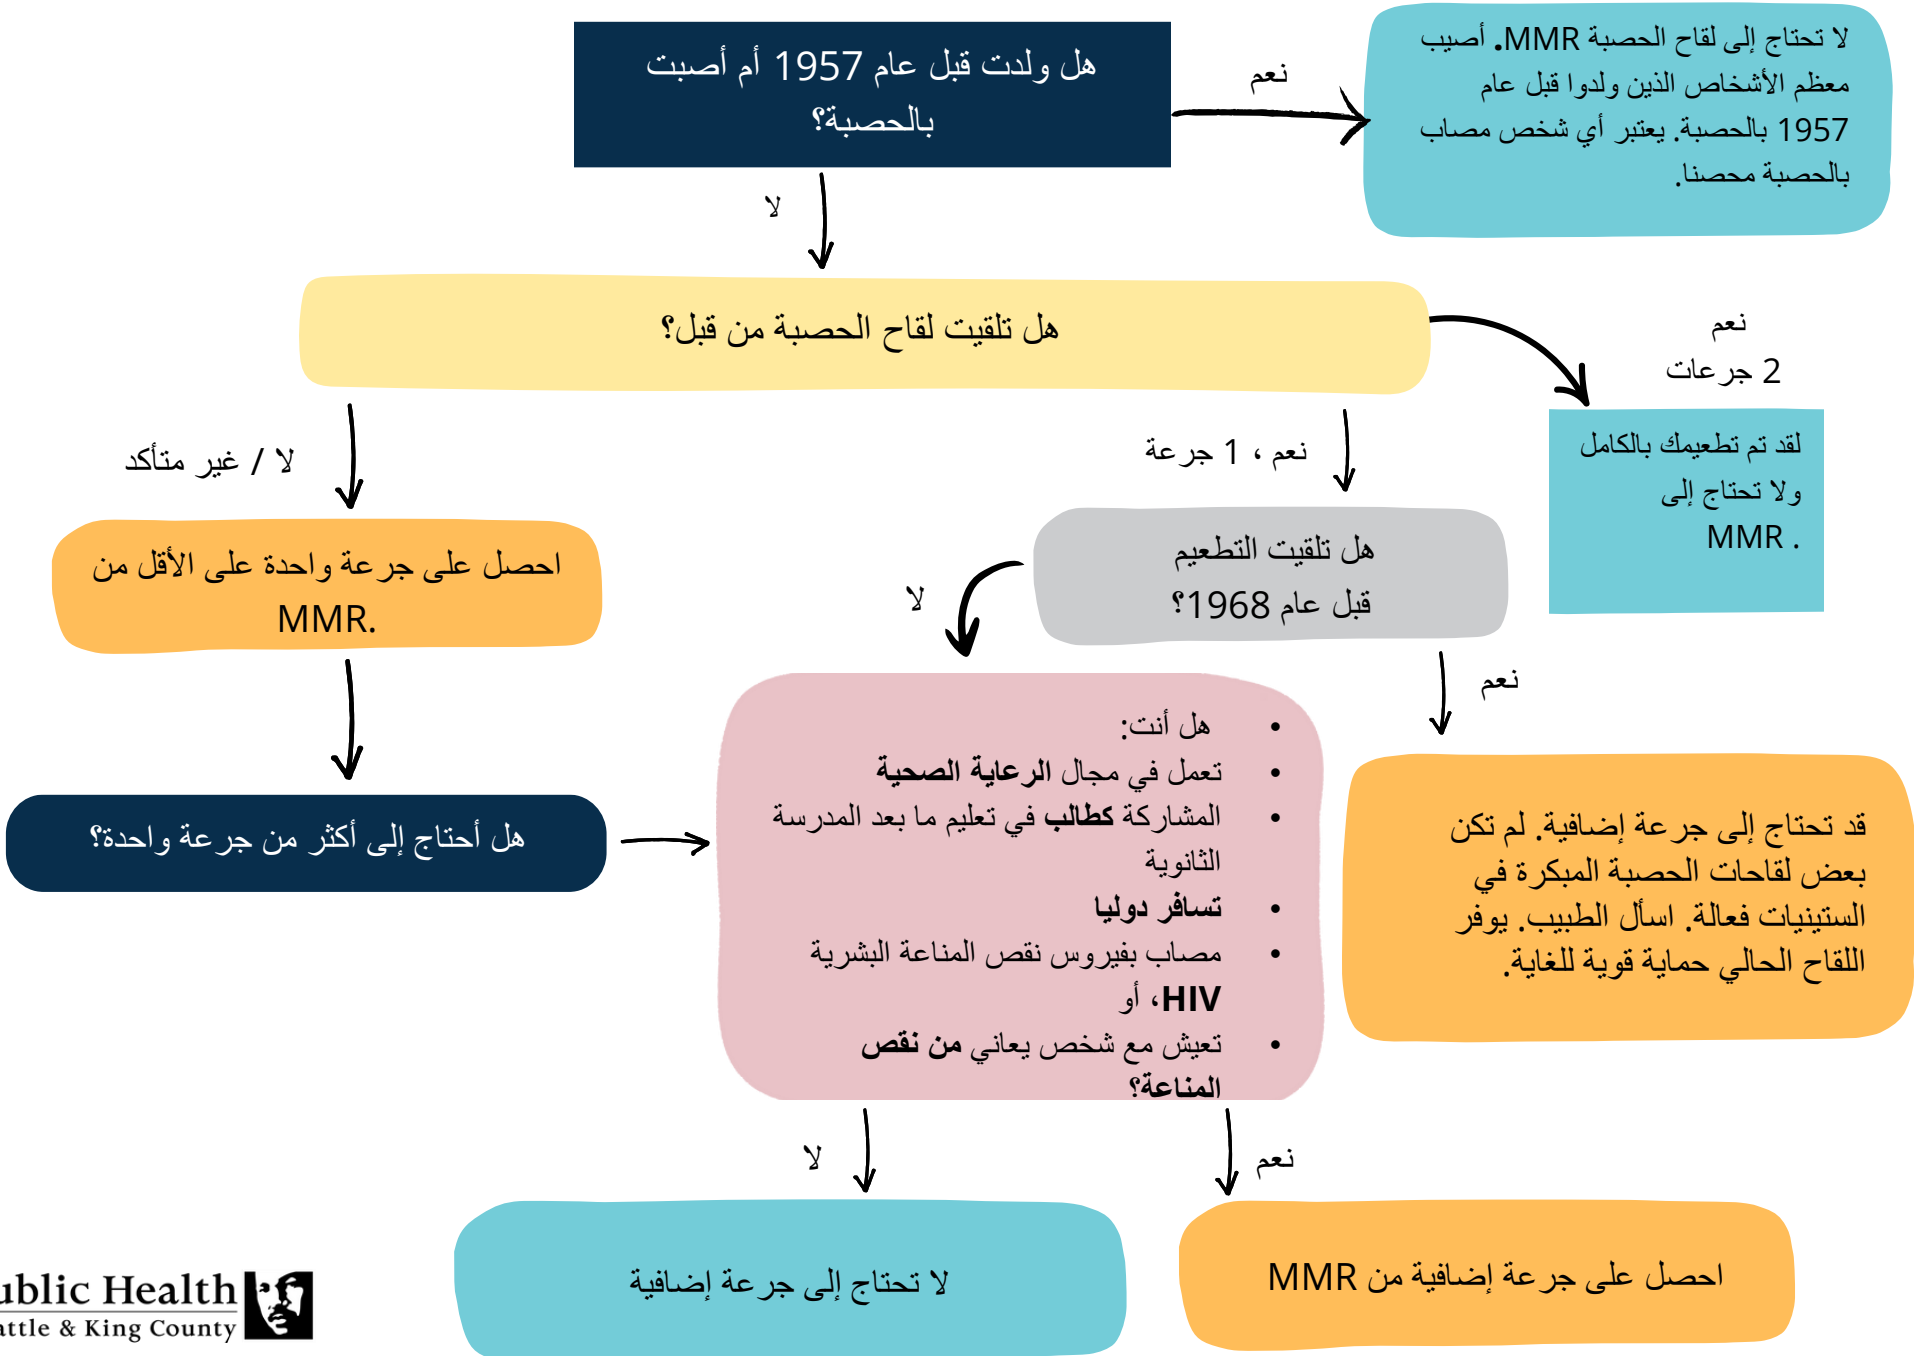 هل ولدت قبل عام 1957 أم أصبت
بالحصبة؟
نعم
لا تحتاج إلى لقاح الحصبة MMR. أصيب
معظم الأشخاص الذين ولدوا قبل عام
1957 بالحصبة. يعتبر أي شخص مصاب
بالحصبة محصنا.
لا
هل تلقيت لقاح الحصبة من قبل؟
نعم
2 جرعات
لقد تم تطعيمك بالكامل
ولا تحتاج إلى
MMR .
نعم ، 1 جرعة
لا / غير متأكد
هل تلقيت التطعيم
قبل عام 1968؟
احصل على جرعة واحدة على الأقل من
MMR.
لا
نعم
قد تحتاج إلى جرعة إضافية. لم تكن
بعض لقاحات الحصبة المبكرة في
الستينيات فعالة. اسأل الطبيب. يوفر
اللقاح الحالي حماية قوية للغاية.
هل أحتاج إلى أكثر من جرعة واحدة؟
• هل أنت:
• تعمل في مجال الرعاية الصحية
• المشاركة كطالب في تعليم ما بعد المدرسة
الثانوية
• تسافر دوليا
• مصاب بفيروس نقص المناعة البشرية
HIV، أو
• تعيش مع شخص يعاني من نقص
المناعة؟
نعم
لا
احصل على جرعة إضافية من MMR
لا تحتاج إلى جرعة إضافية
ublic Health
attle & King County